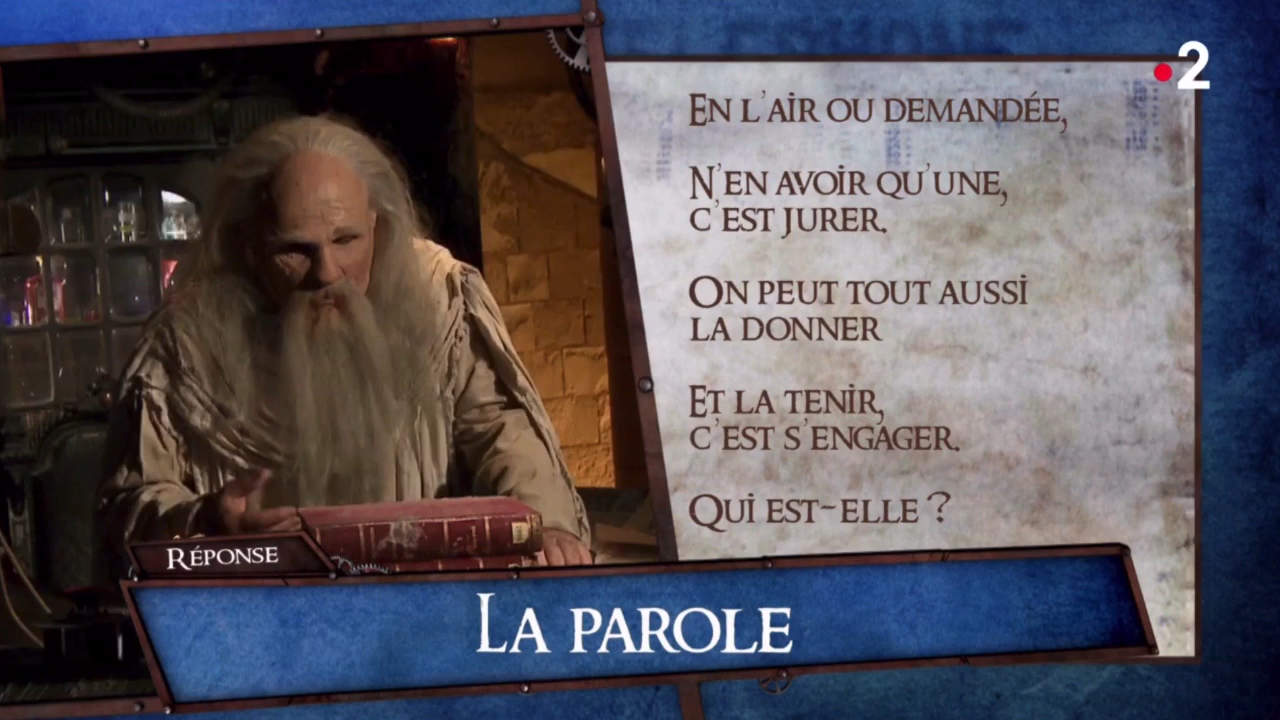 2
En l'air ou demandée,
N'en avoir qu'une,
c'est jurer.
On peut tout aussi
la donner
Et la tenir,
c'est s'engager.
Qui est-elle ?
Réponse
La parole